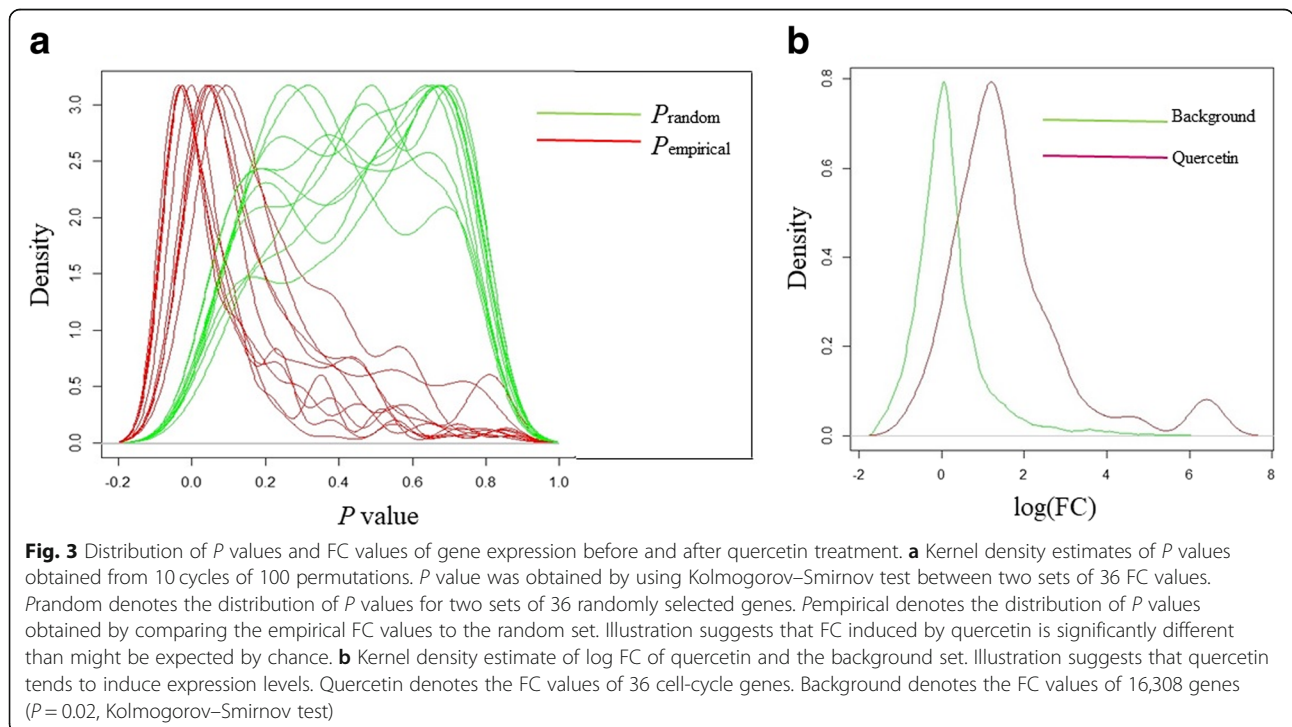 a
b
3.0
2.5
2.0
1.5
1.0
0.5
0.0
Density
-0.2
0.0
0.2
0.4
0.6
0.8
1.0
P value
Prandom
Pempirical
0.8
0.6
0.4
0.2
0.0
Density
-2
0
2
4
6
8
log(FC)
Background
Quercetin
Fig. 3 Distribution of P values and FC values of gene expression before and after quercetin treatment. a Kernel density estimates of P values
obtained from 10 cycles of 100 permutations. P value was obtained by using Kolmogorov–Smirnov test between two sets of 36 FC values.
Prandom denotes the distribution of P values for two sets of 36 randomly selected genes. Pempirical denotes the distribution of P values
obtained by comparing the empirical FC values to the random set. Illustration suggests that FC induced by quercetin is significantly different
than might be expected by chance. b Kernel density estimate of log FC of quercetin and the background set. Illustration suggests that quercetin
tends to induce expression levels. Quercetin denotes the FC values of 36 cell-cycle genes. Background denotes the FC values of 16,308 genes
(P = 0.02, Kolmogorov–Smirnov test)